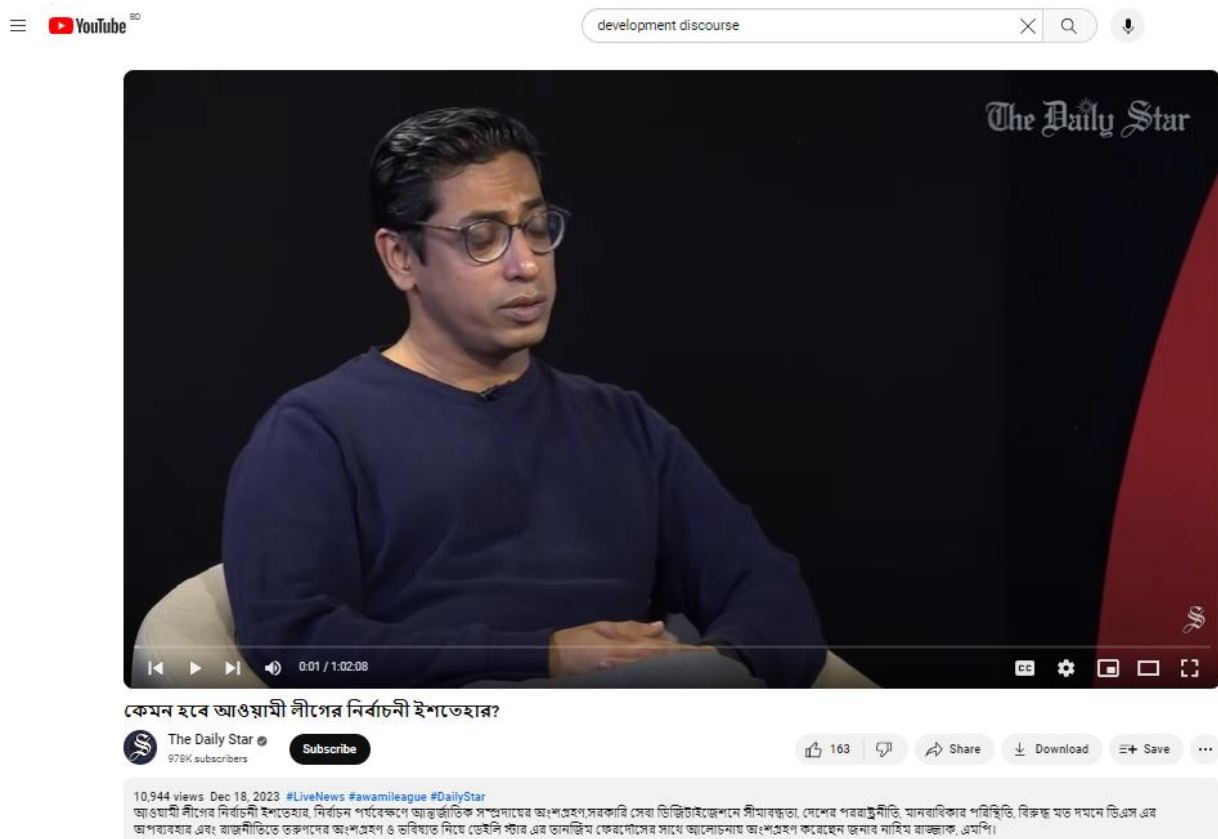 YouTube BD
development discourse
The Daily Star
S
0:01 / 1:02:08
CC
কেমন হবে আওয়ামী লীগের নির্বাচনী ইশতেহার?
The Daily Star
978K subscribers
Subscribe
163
Share
Download
Save
10,944 views Dec 18, 2023 #LiveNews #awamileague #DailyStar
আওয়ামী লীগের নির্বাচনী ইশতেহার, নির্বাচন পর্যবেক্ষণে আন্তর্জাতিক সম্প্রদায়ের অংশগ্রহণ,সরকারি সেবা ডিজিটাইজেশনে সীমাবদ্ধতা, দেশের পররাষ্ট্রনীতি, মানবাধিকার পরিস্থিতি, বিরুদ্ধ মত দমনে ডিএস এর
অপব্যবহার এবং রাজনীতিতে তরুণদের অংশগ্রহণ ও ভবিষ্যত নিয়ে ডেইলি স্টার এর তানজিম ফেরদৌসের সাথে আলোচনায় অংশগ্রহণ করেছেন জনাব নাহিম রাজ্জাক, এমপি।